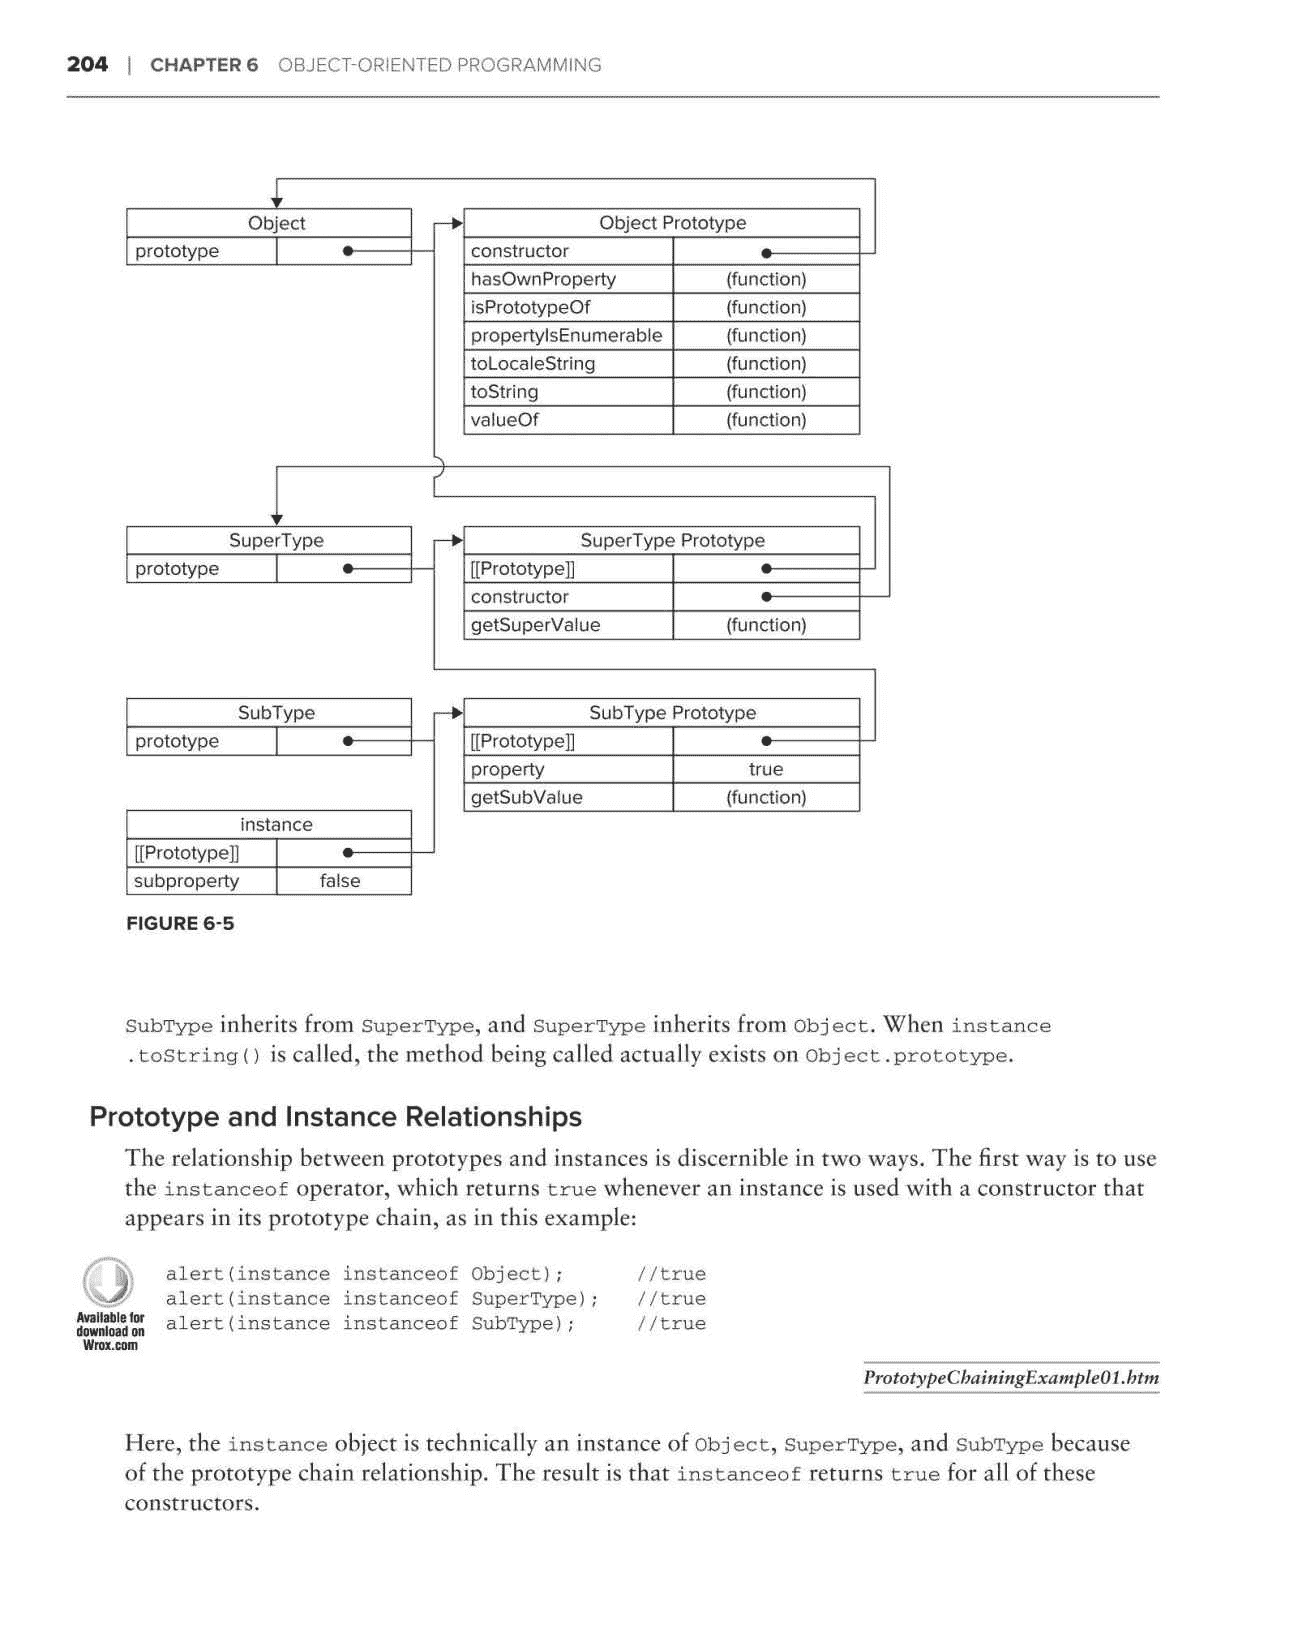 204 | CHAPTER 6 OBJECT-ORIENTED PROGRAMMING
Object
prototype
Object Prototype
constructor
hasOwnProperty (function)
isPrototypeOf (function)
propertyIsEnumerable (function)
toLocaleString (function)
toString (function)
valueOf (function)
SuperType
prototype
SuperType Prototype
[[Prototype]]
constructor
getSuperValue (function)
SubType
prototype
SubType Prototype
[[Prototype]]
property true
getSubValue (function)
instance
[[Prototype]]
subproperty false
FIGURE 6-5
SubType inherits from SuperType, and SuperType inherits from Object. When instance
.toString() is called, the method being called actually exists on Object.prototype.
Prototype and Instance Relationships
The relationship between prototypes and instances is discernible in two ways. The first way is to use
the instanceof operator, which returns true whenever an instance is used with a constructor that
appears in its prototype chain, as in this example:
alert(instance instanceof Object); //true
alert(instance instanceof SuperType); //true
alert(instance instanceof SubType); //true
Available for
download on
Wrox.com
PrototypeChainingExample01.htm
Here, the instance object is technically an instance of Object, SuperType, and SubType because
of the prototype chain relationship. The result is that instanceof returns true for all of these
constructors.